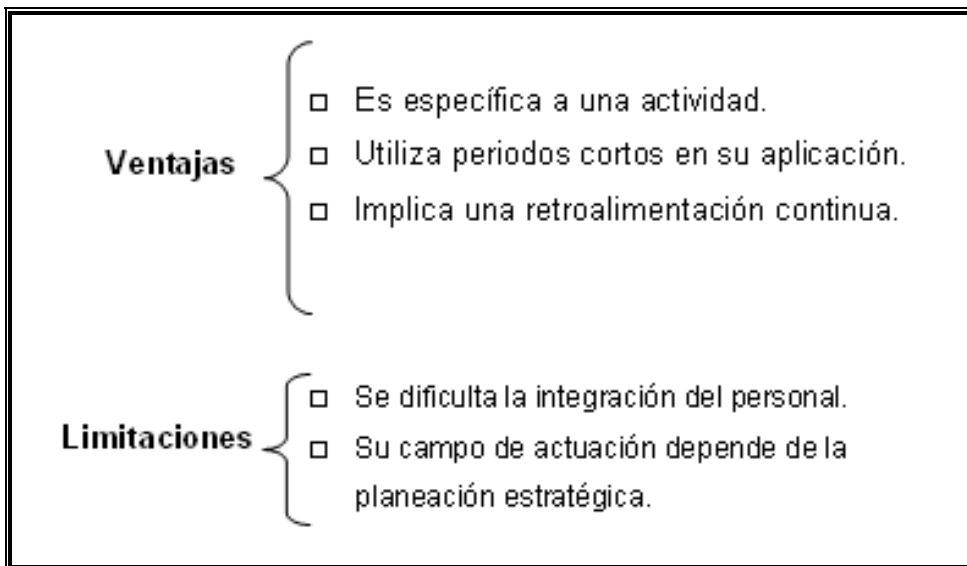 Ventajas
Es específica a una actividad.
Utiliza periodos cortos en su aplicación.
Implica una retroalimentación continua.
Limitaciones
Se dificulta la integración del personal.
Su campo de actuación depende de la
planeación estratégica.